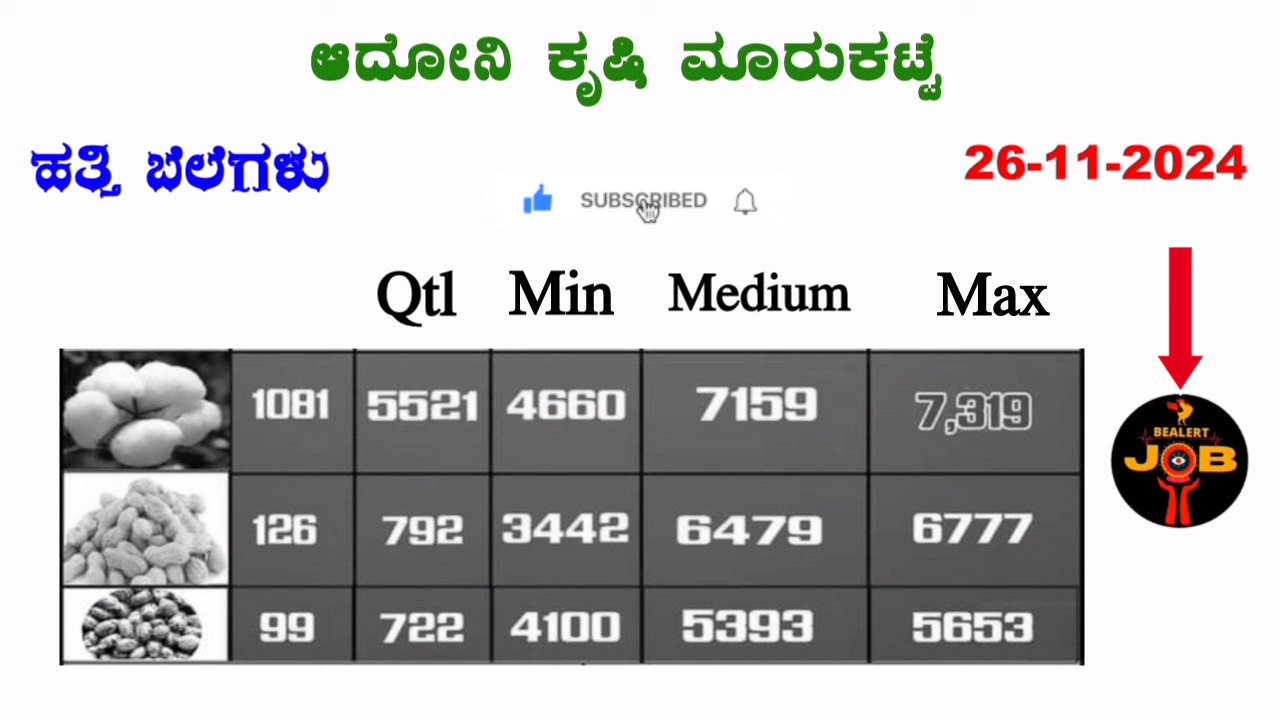 ಆದೋನಿ ಕೃಷಿ ಮಾರುಕಟ್ಟೆ
ಹತ್ತಿ ಬೆಲೆಗಳು
26-11-2024
SUBSCRIBED
Qtl Min Medium Max
1081 5521 4660 7159 7,319
126 792 3442 6479 6777
99 722 4100 5393 5653
BEALERT
JOB